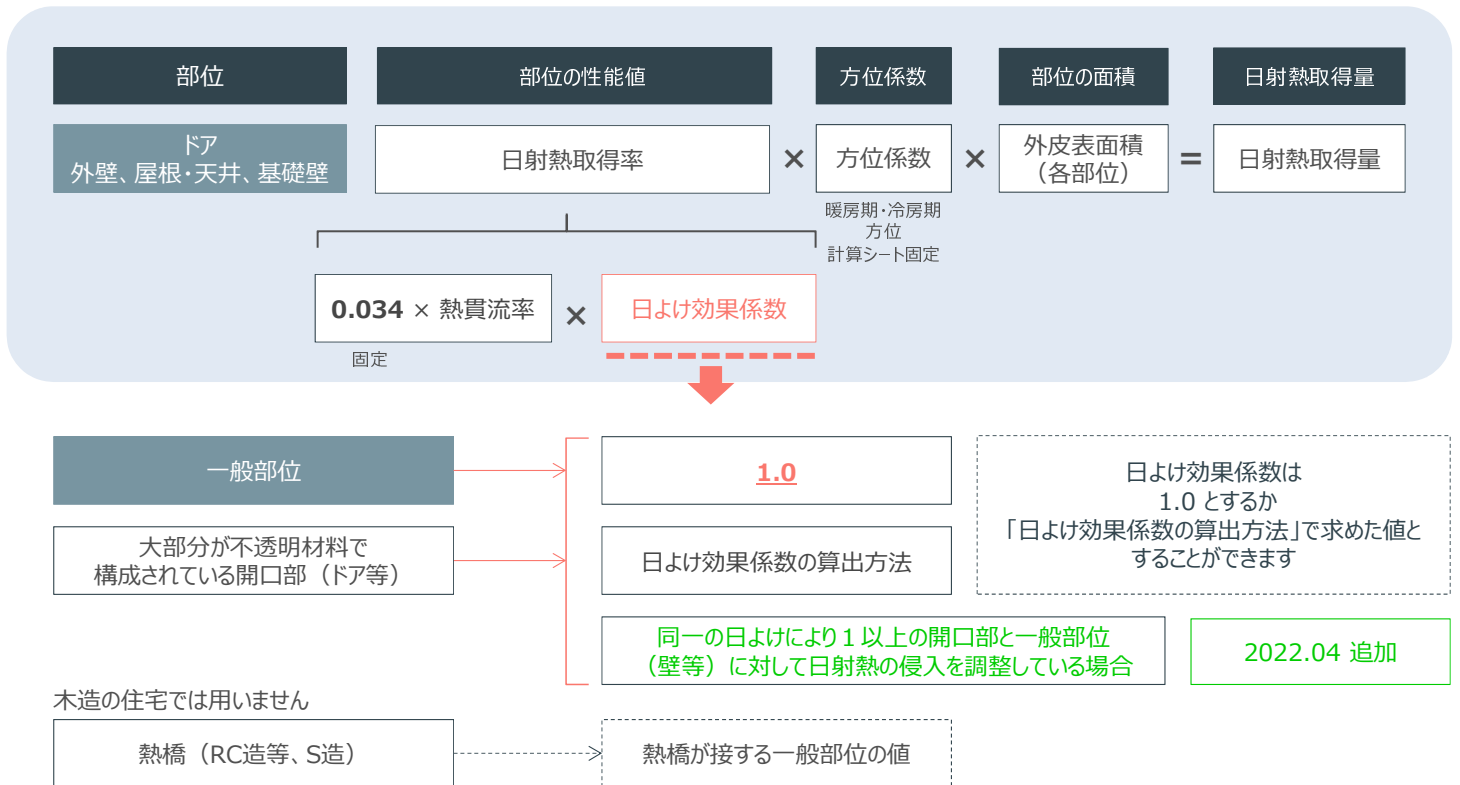 部位
部位の性能値
方位係数
部位の面積
日射熱取得量
ドア
外壁、屋根・天井、基礎壁
日射熱取得率
×
方位係数
×
外皮表面積
（各部位）
=
日射熱取得量
暖房期・冷房期
方位
計算シート固定
0.034 × 熱貫流率
×
日よけ効果係数
固定
一般部位
1.0
日よけ効果係数は
1.0 とするか
「日よけ効果係数の算出方法」で求めた値と
することができます
大部分が不透明材料で
構成されている開口部（ドア等）
日よけ効果係数の算出方法
同一の日よけにより１以上の開口部と一般部位
（壁等）に対して日射熱の侵入を調整している場合
2022.04 追加
木造の住宅では用いません
熱橋（RC造等、S造）
熱橋が接する一般部位の値